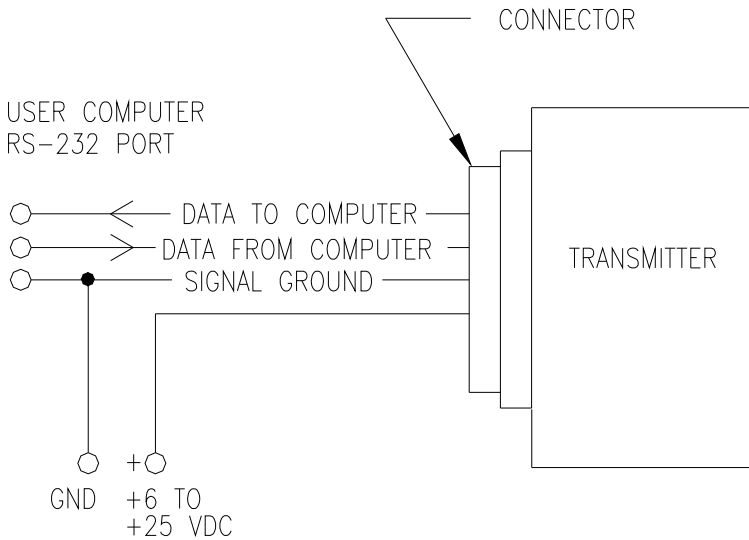 CONNECTOR
USER COMPUTER
RS-232 PORT
DATA TO COMPUTER
DATA FROM COMPUTER
SIGNAL GROUND
TRANSMITTER
+
GND
+6 TO
+25 VDC